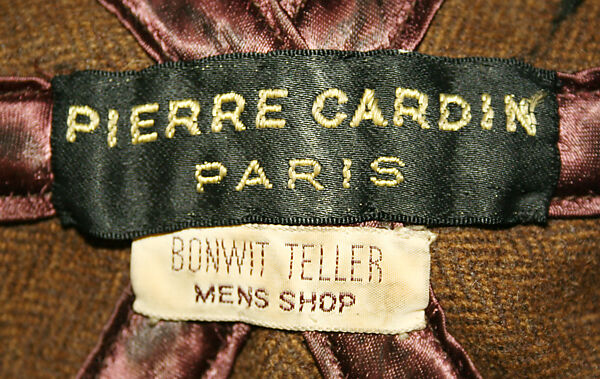 PIERRE CARDIN
PARIS
BONWIT TELLER
MENS SHOP